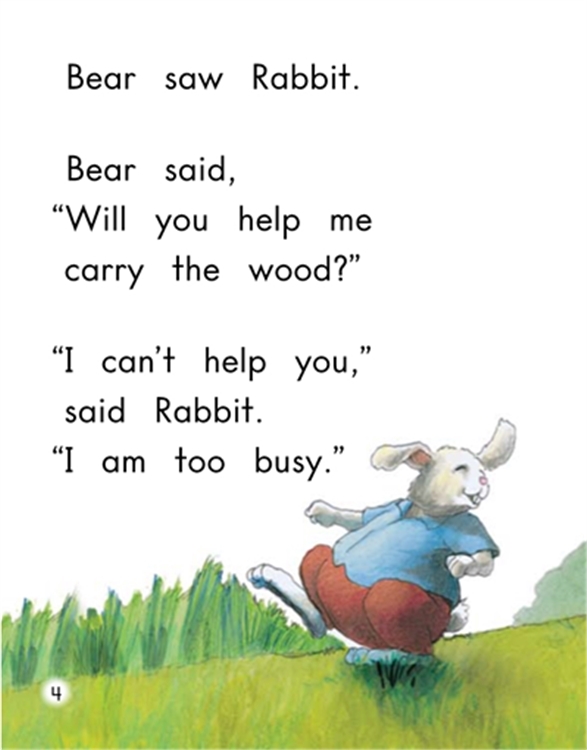 Bear saw Rabbit.
Bear said,
“Will you help me
carry the wood?”
“I can’t help you,”
said Rabbit.
“I am too busy.”
4